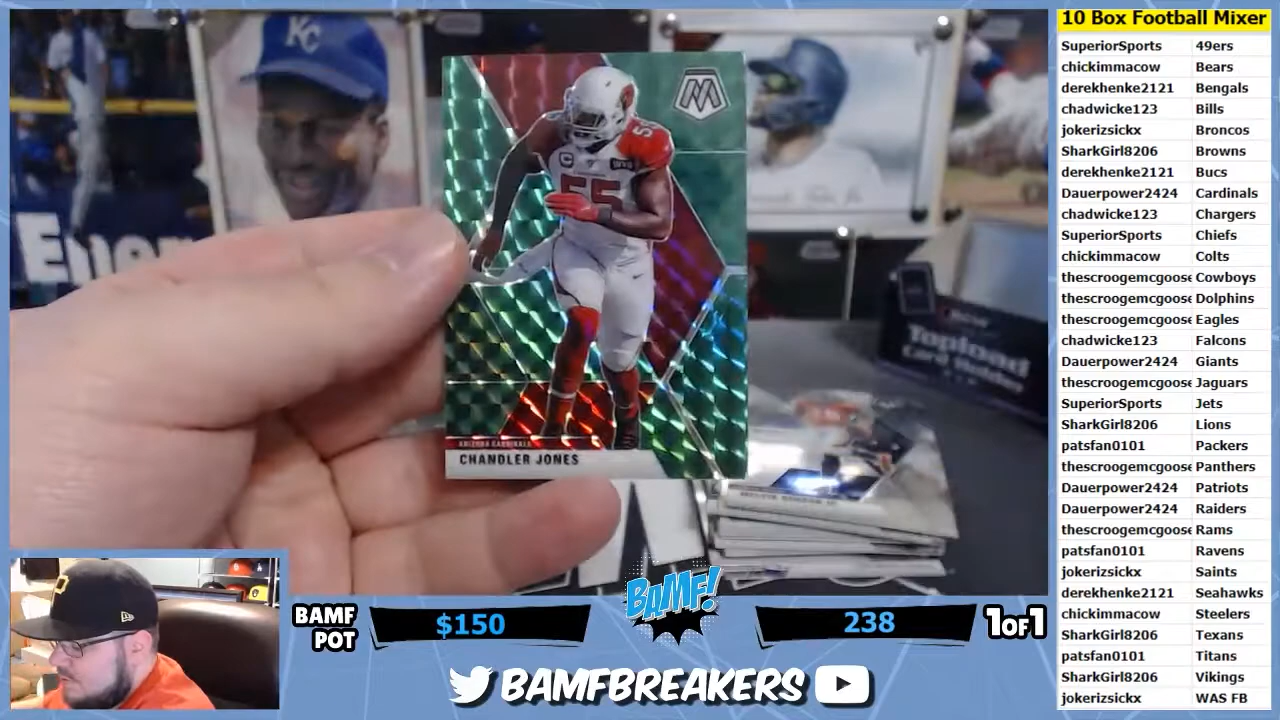 KC
55
ARIZONA CARDINALS
CHANDLER JONES
Topload
Card Holder
BAMF
POT
$150
BAMF!
238
1OF1
BAMFBREAKERS
10 Box Football Mixer
SuperiorSports 49ers
chickimmacow Bears
derekhenke2121 Bengals
chadwicke123 Bills
jokerizsickx Broncos
SharkGirl8206 Browns
derekhenke2121 Bucs
Dauerpower2424 Cardinals
chadwicke123 Chargers
SuperiorSports Chiefs
chickimmacow Colts
thescroogemcgoose Cowboys
thescroogemcgoose Dolphins
thescroogemcgoose Eagles
chadwicke123 Falcons
Dauerpower2424 Giants
thescroogemcgoose Jaguars
SuperiorSports Jets
SharkGirl8206 Lions
patsfan0101 Packers
thescroogemcgoose Panthers
Dauerpower2424 Patriots
Dauerpower2424 Raiders
thescroogemcgoose Rams
patsfan0101 Ravens
jokerizsickx Saints
derekhenke2121 Seahawks
chickimmacow Steelers
SharkGirl8206 Texans
patsfan0101 Titans
SharkGirl8206 Vikings
jokerizsickx WAS FB